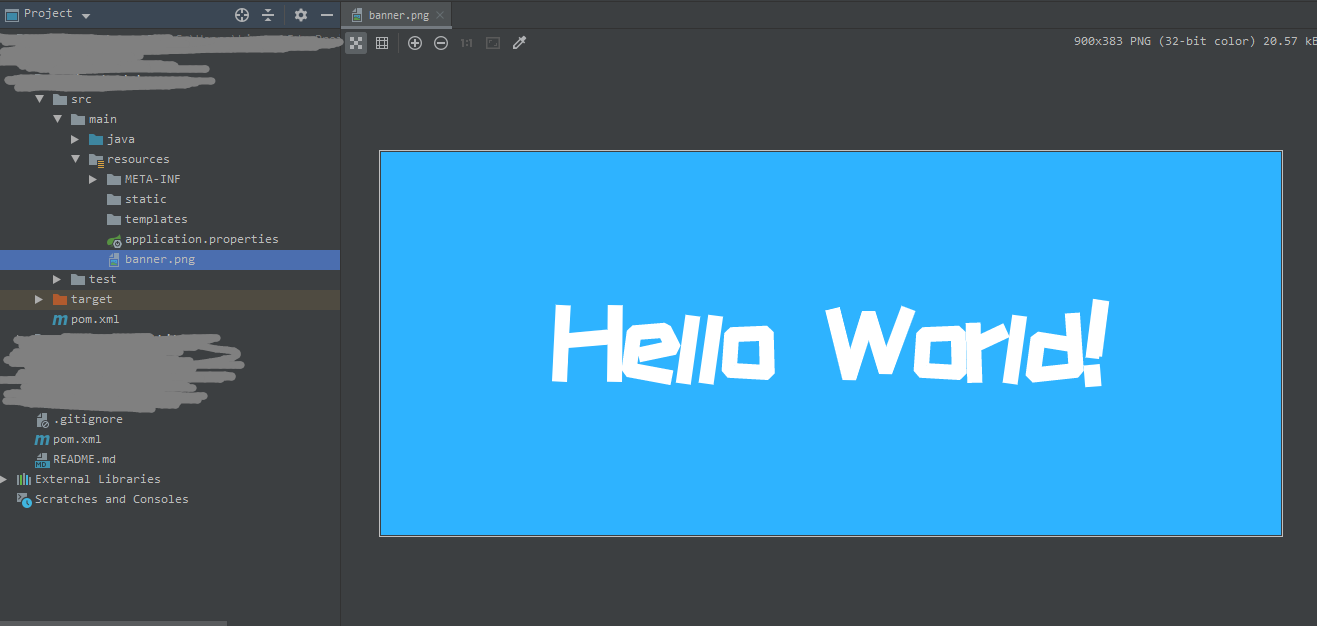 Project
banner.png
1:1
900x383 PNG (32-bit color) 20.57 kB
src
main
java
resources
META-INF
static
templates
application.properties
banner.png
test
target
pom.xml
.gitignore
pom.xml
README.md
External Libraries
Scratches and Consoles
Hello World!